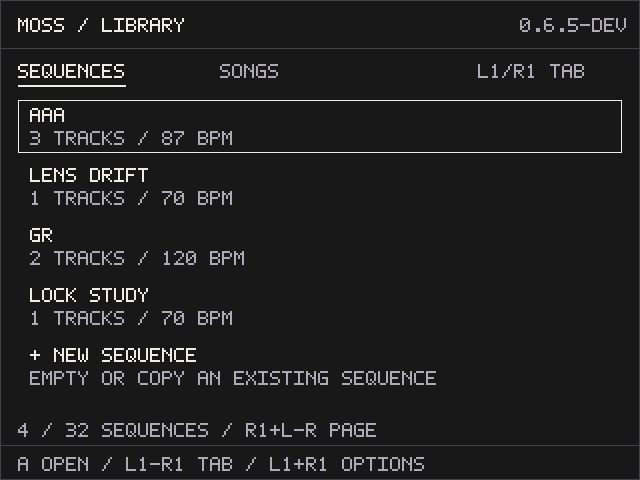 MOSS / LIBRARY 0.6.5-DEV
SEQUENCES SONGS L1/R1 TAB
AAA
3 TRACKS / 87 BPM
LENS DRIFT
1 TRACKS / 70 BPM
GR
2 TRACKS / 120 BPM
LOCK STUDY
1 TRACKS / 70 BPM
+ NEW SEQUENCE
EMPTY OR COPY AN EXISTING SEQUENCE
4 / 32 SEQUENCES / R1+L-R PAGE
A OPEN / L1-R1 TAB / L1+R1 OPTIONS